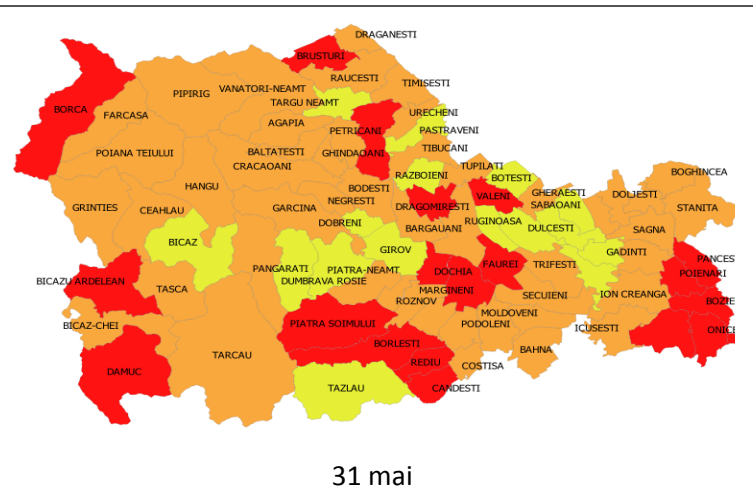 DRAGANESTI
BRUSTURI
RAUCESTI
TIMISESTI
VANATORI-NEAMT
PIPIRIG
TARGU NEAMT
BORCA
FARCASA
URECHENI
AGAPIA
PETRICANI
PASTRAVENI
TIBUCANI
POIANA TEIULUI
BALTATESTI
GHINDAOANI
CRACAOANI
TUPILATI
BOGHINCEA
RAZBOIENI
BOTESTI
HANGU
BODESTI
GHERAESTI
DOLJESTI
VALENI
NEGRESTI
DRAGOMIRESTI
SABAOANI
GRINTIES
CEAHLAU
GARCINA
STANITA
DOBRENI
RUGINOASA
BARGAUANI
DULCESTI
SAGNA
BICAZ
GIROV
GADINTI
PANCES
FAUREI
PANGARATI
PIATRA-NEAMT
DOCHIA
TRIFESTI
POIENARI
BICAZU ARDELEAN
DUMBRAVA ROSIE
TASCA
MARGINENI
ION CREANGA
SECUIENI
ROZNOV
BOZIE
MOLDOVENI
PIATRA SOIMULUI
PODOLENI
BICAZ-CHEI
ICUSESTI
ONICE
BORLESTI
BAHNA
TARCAU
REDIU
COSTISA
DAMUC
TAZLAU
CANDESTI
31 mai